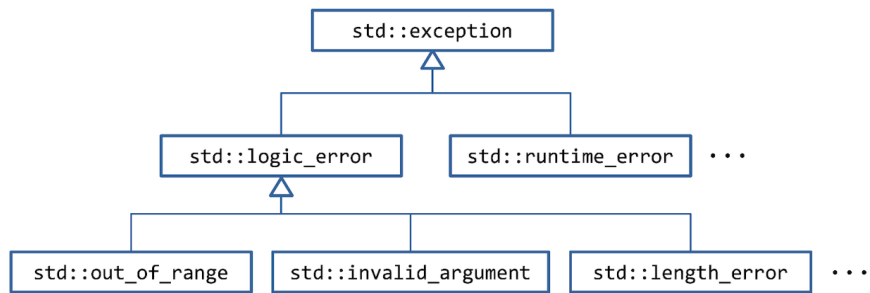 std::exception
std::logic_error
std::runtime_error
...
std::out_of_range
std::invalid_argument
std::length_error
...